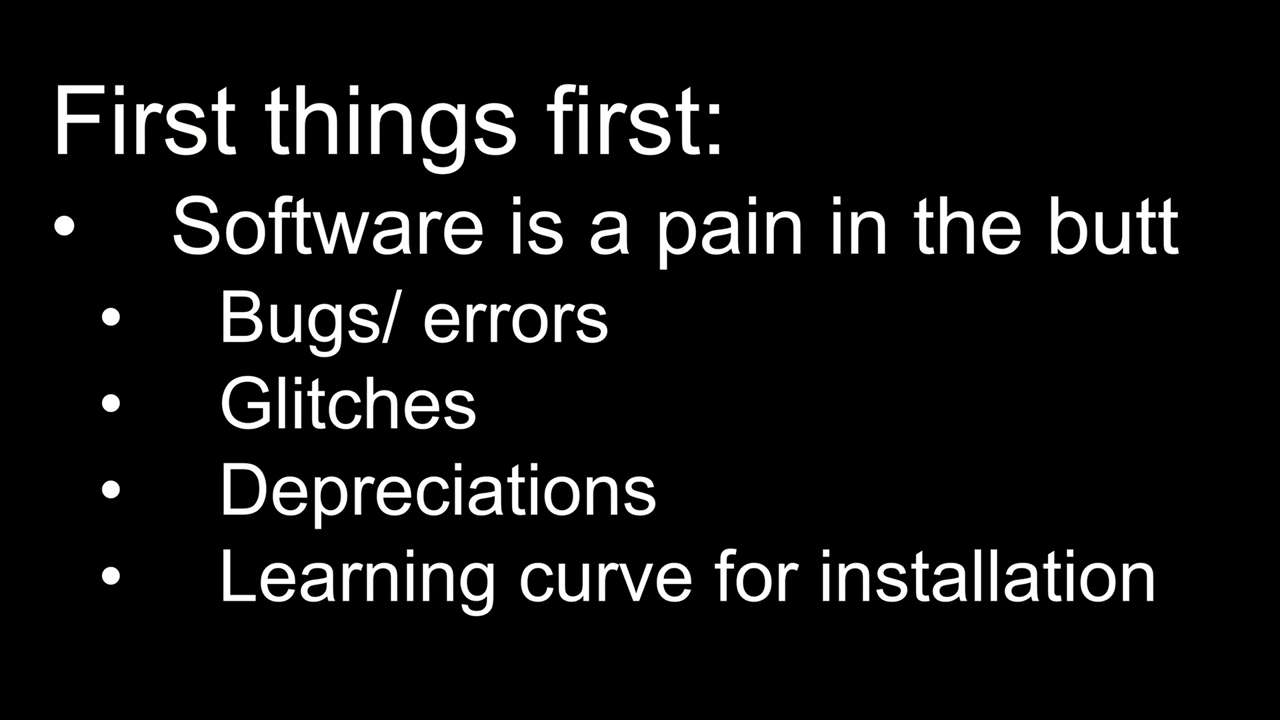 First things first:
• Software is a pain in the butt
• Bugs/ errors
• Glitches
• Depreciations
• Learning curve for installation